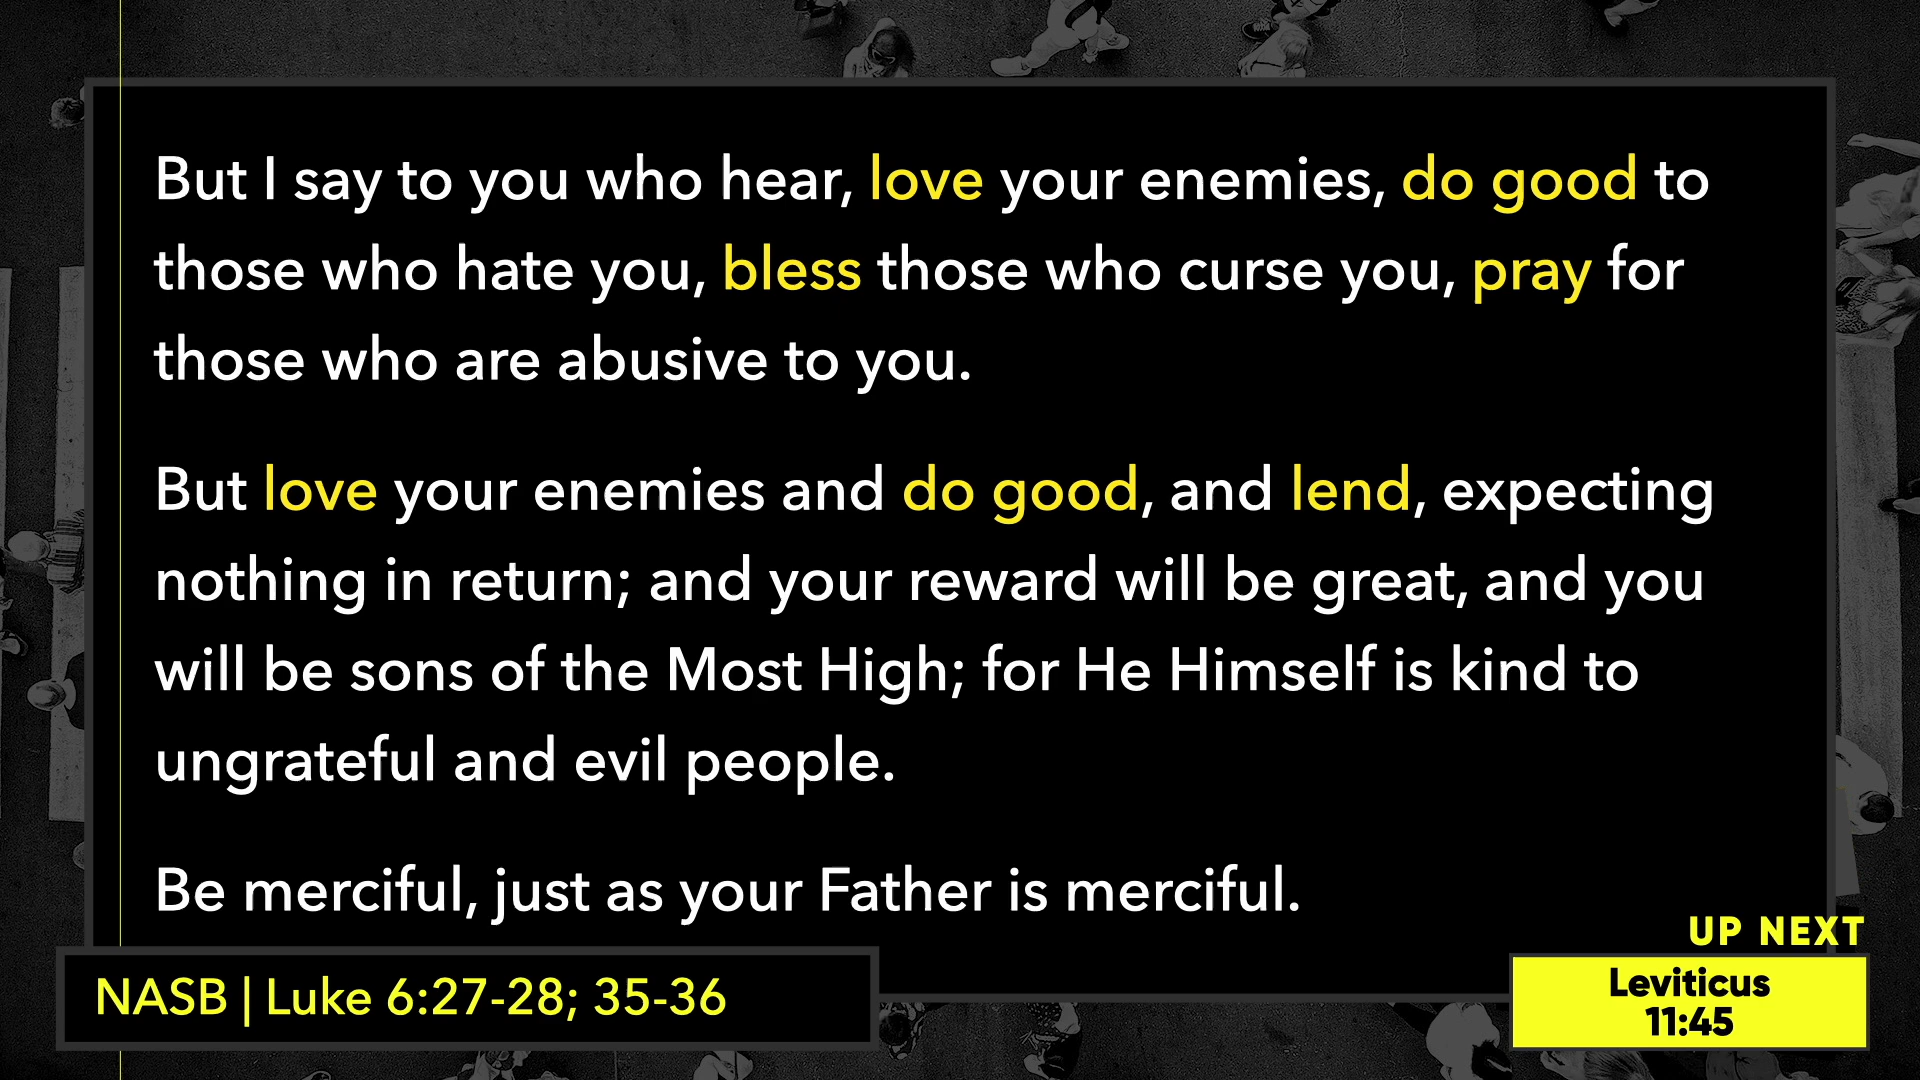 But I say to you who hear, love your enemies, do good to
those who hate you, bless those who curse you, pray for
those who are abusive to you.
But love your enemies and do good, and lend, expecting
nothing in return; and your reward will be great, and you
will be sons of the Most High; for He Himself is kind to
ungrateful and evil people.
Be merciful, just as your Father is merciful.
NASB | Luke 6:27-28; 35-36
UP NEXT
Leviticus
11:45